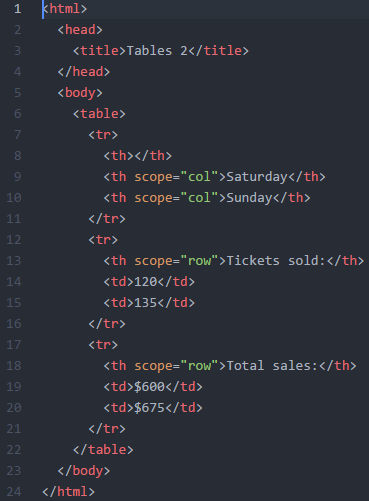 1 <html>
2   <head>
3     <title>Tables 2</title>
4   </head>
5   <body>
6     <table>
7       <tr>
8         <th></th>
9         <th scope="col">Saturday</th>
10         <th scope="col">Sunday</th>
11       </tr>
12       <tr>
13         <th scope="row">Tickets sold:</th>
14         <td>120</td>
15         <td>135</td>
16       </tr>
17       <tr>
18         <th scope="row">Total sales:</th>
19         <td>$600</td>
20         <td>$675</td>
21       </tr>
22     </table>
23   </body>
24 </html>